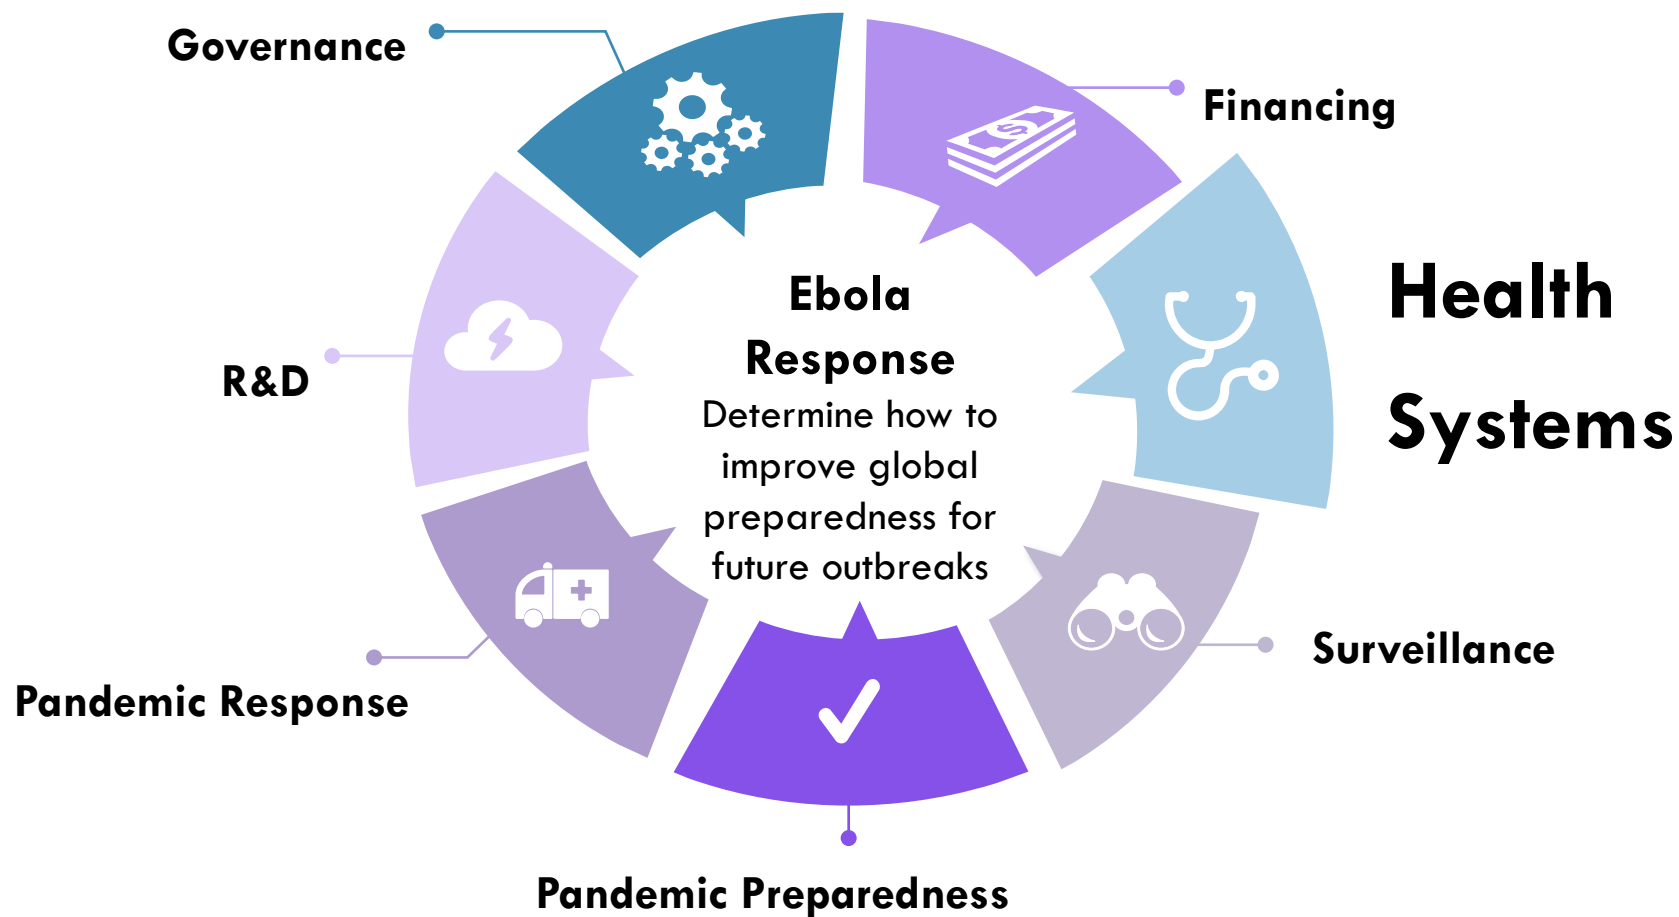 Governance
Financing
Health
Systems
Ebola
Response
Determine how to
improve global
preparedness for
future outbreaks
R&D
Surveillance
Pandemic Response
Pandemic Preparedness